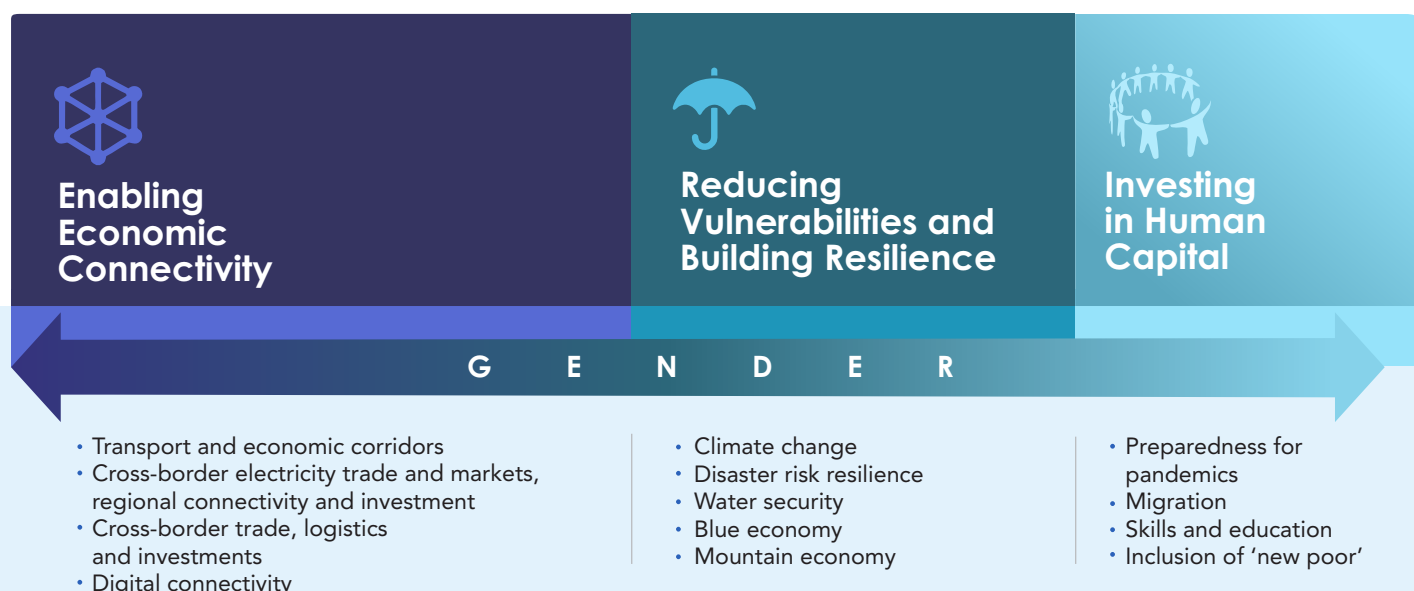 Enabling
Economic
Connectivity
Reducing
Vulnerabilities and
Building Resilience
Investing
in Human
Capital
G E N D E R
• Transport and economic corridors
• Cross-border electricity trade and markets,
regional connectivity and investment
• Cross-border trade, logistics
and investments
• Digital connectivity
• Climate change
• Disaster risk resilience
• Water security
• Blue economy
• Mountain economy
• Preparedness for
pandemics
• Migration
• Skills and education
• Inclusion of ‘new poor’